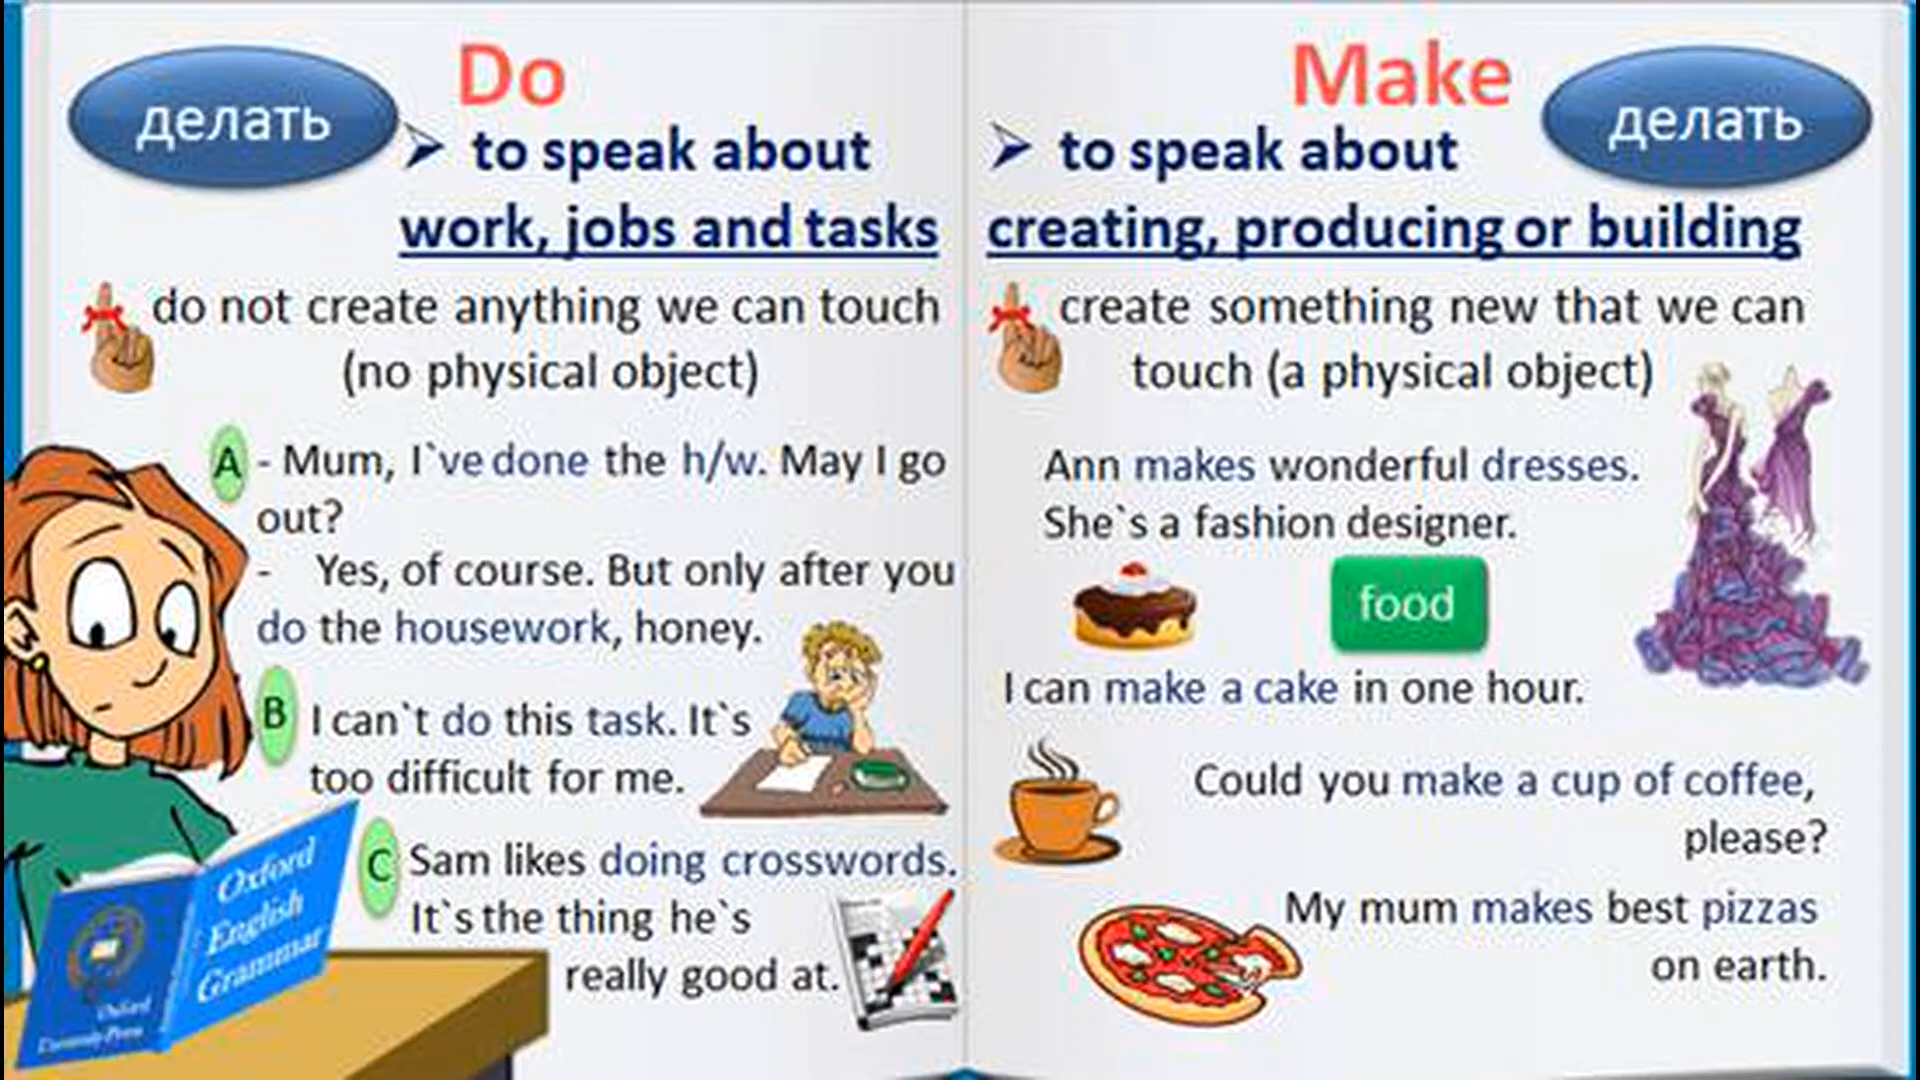 делать
Do
➢ to speak about
work, jobs and tasks
do not create anything we can touch
(no physical object)
A - Mum, I`ve done the h/w. May I go
out?
- Yes, of course. But only after you
do the housework, honey.
B I can`t do this task. It`s
too difficult for me.
C Sam likes doing crosswords.
It`s the thing he`s
really good at.
Oxford
English
Grammar
Oxford
University Press
Make
делать
➢ to speak about
creating, producing or building
create something new that we can
touch (a physical object)
Ann makes wonderful dresses.
She`s a fashion designer.
food
I can make a cake in one hour.
Could you make a cup of coffee,
please?
My mum makes best pizzas
on earth.